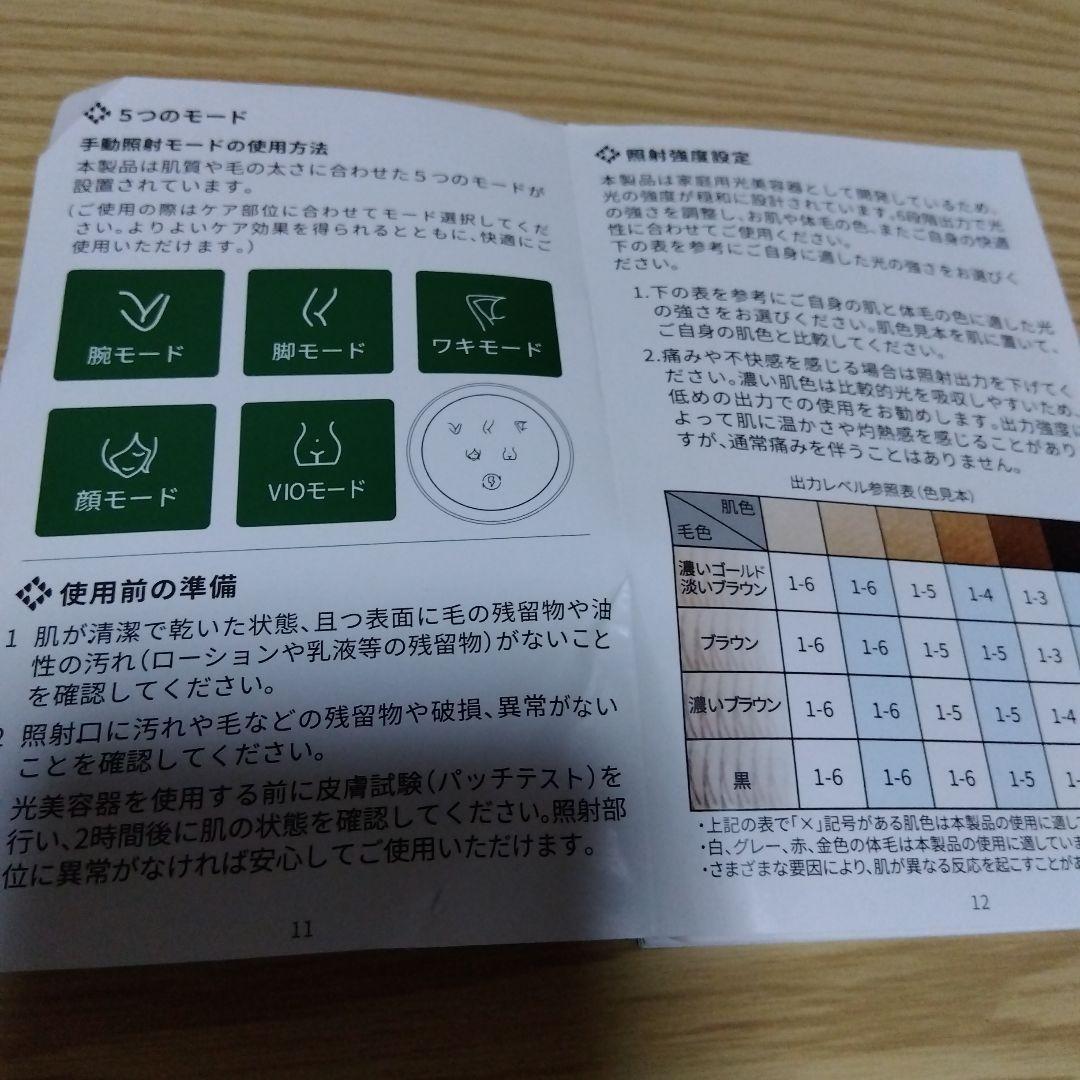 5つのモード
手動照射モードの使用方法
本製品は肌質や毛の太さに合わせた5つのモードが
設置されています。
(ご使用の際はケア部位に合わせてモード選択してくだ
さい。よりよいケア効果を得られるとともに、快適にご
使用いただけます。)
腕モード
脚モード
ワキモード
顔モード
VIOモード
使用前の準備
1 肌が清潔で乾いた状態、且つ表面に毛の残留物や油
性の汚れ(ローションや乳液等の残留物)がないこと
を確認してください。
2 照射口に汚れや毛などの残留物や破損、異常がない
ことを確認してください。
光美容器を使用する前に皮膚試験(パッチテスト)を
行い、2時間後に肌の状態を確認してください。照射部
位に異常がなければ安心してご使用いただけます。
11
照射強度設定
本製品は家庭用光美容器として開発しているため、
光の強度が穏和に設計されています。6段階出力で光
の強さを調整し、お肌や体毛の色、またご自身の快適
性に合わせてご使用ください。
下の表を参考にご自身に適した光の強さをお選びく
ださい。
1.下の表を参考にご自身の肌と体毛の色に適した光
の強さをお選びください。肌色見本を肌に置いて、
ご自身の肌色と比較してください。
2.痛みや不快感を感じる場合は照射出力を下げてく
ださい。濃い肌色は比較的光を吸収しやすいため、
低めの出力での使用をお勧めします。出力強度に
よって肌に温かさや灼熱感を感じることがあり
すが、通常痛みを伴うことはありません。
出力レベル参照表(色見本)
肌色
毛色
濃いゴールド
淡いブラウン 1-6 1-6 1-5 1-4 1-3
ブラウン 1-6 1-6 1-5 1-5 1-3
濃いブラウン 1-6 1-6 1-5 1-5 1-4
黒 1-6 1-6 1-6 1-5 1-
・上記の表で「×」記号がある肌色は本製品の使用に適し
・白、グレー、赤、金色の体毛は本製品の使用に適していま
・さまざまな要因により、肌が異なる反応を起こすことがあ
12